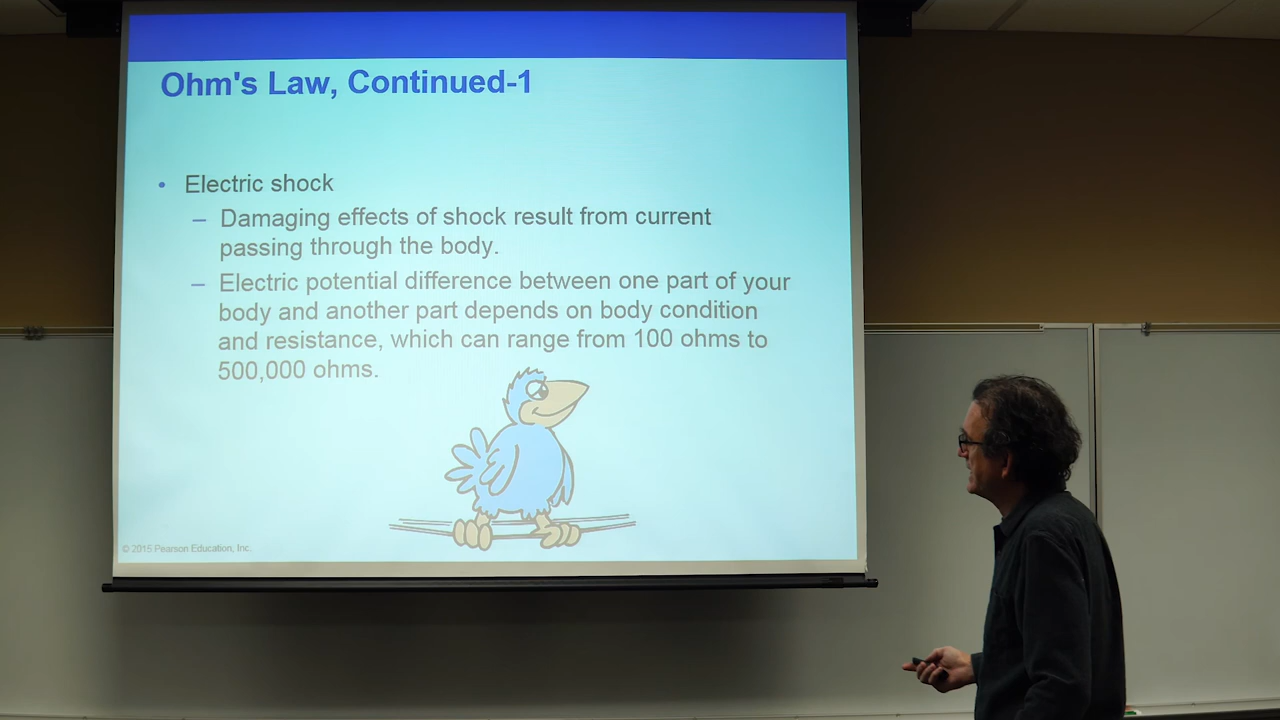 Ohm's Law, Continued-1
• Electric shock
– Damaging effects of shock result from current
passing through the body.
– Electric potential difference between one part of your
body and another part depends on body condition
and resistance, which can range from 100 ohms to
500,000 ohms.
© 2015 Pearson Education, Inc.